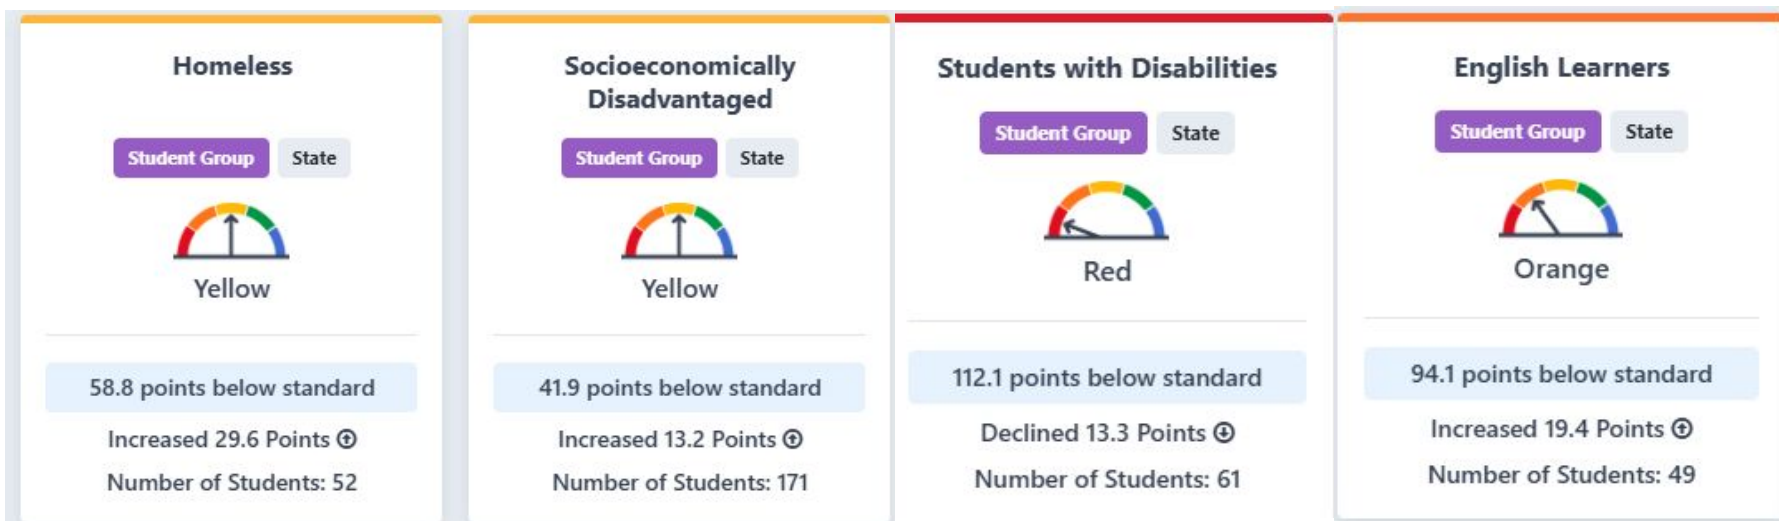 Homeless
Student Group State
Yellow
58.8 points below standard
Increased 29.6 Points
Number of Students: 52
Socioeconomically
Disadvantaged
Student Group State
Yellow
41.9 points below standard
Increased 13.2 Points
Number of Students: 171
Students with Disabilities
Student Group State
Red
112.1 points below standard
Declined 13.3 Points
Number of Students: 61
English Learners
Student Group State
Orange
94.1 points below standard
Increased 19.4 Points
Number of Students: 49